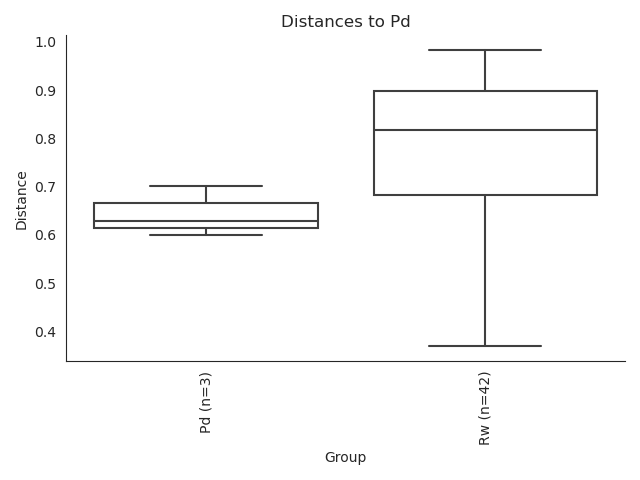 Distances to Pd
1.0
0.9
0.8
0.7
0.6
0.5
0.4
Distance
Pd (n=3)
Rw (n=42)
Group